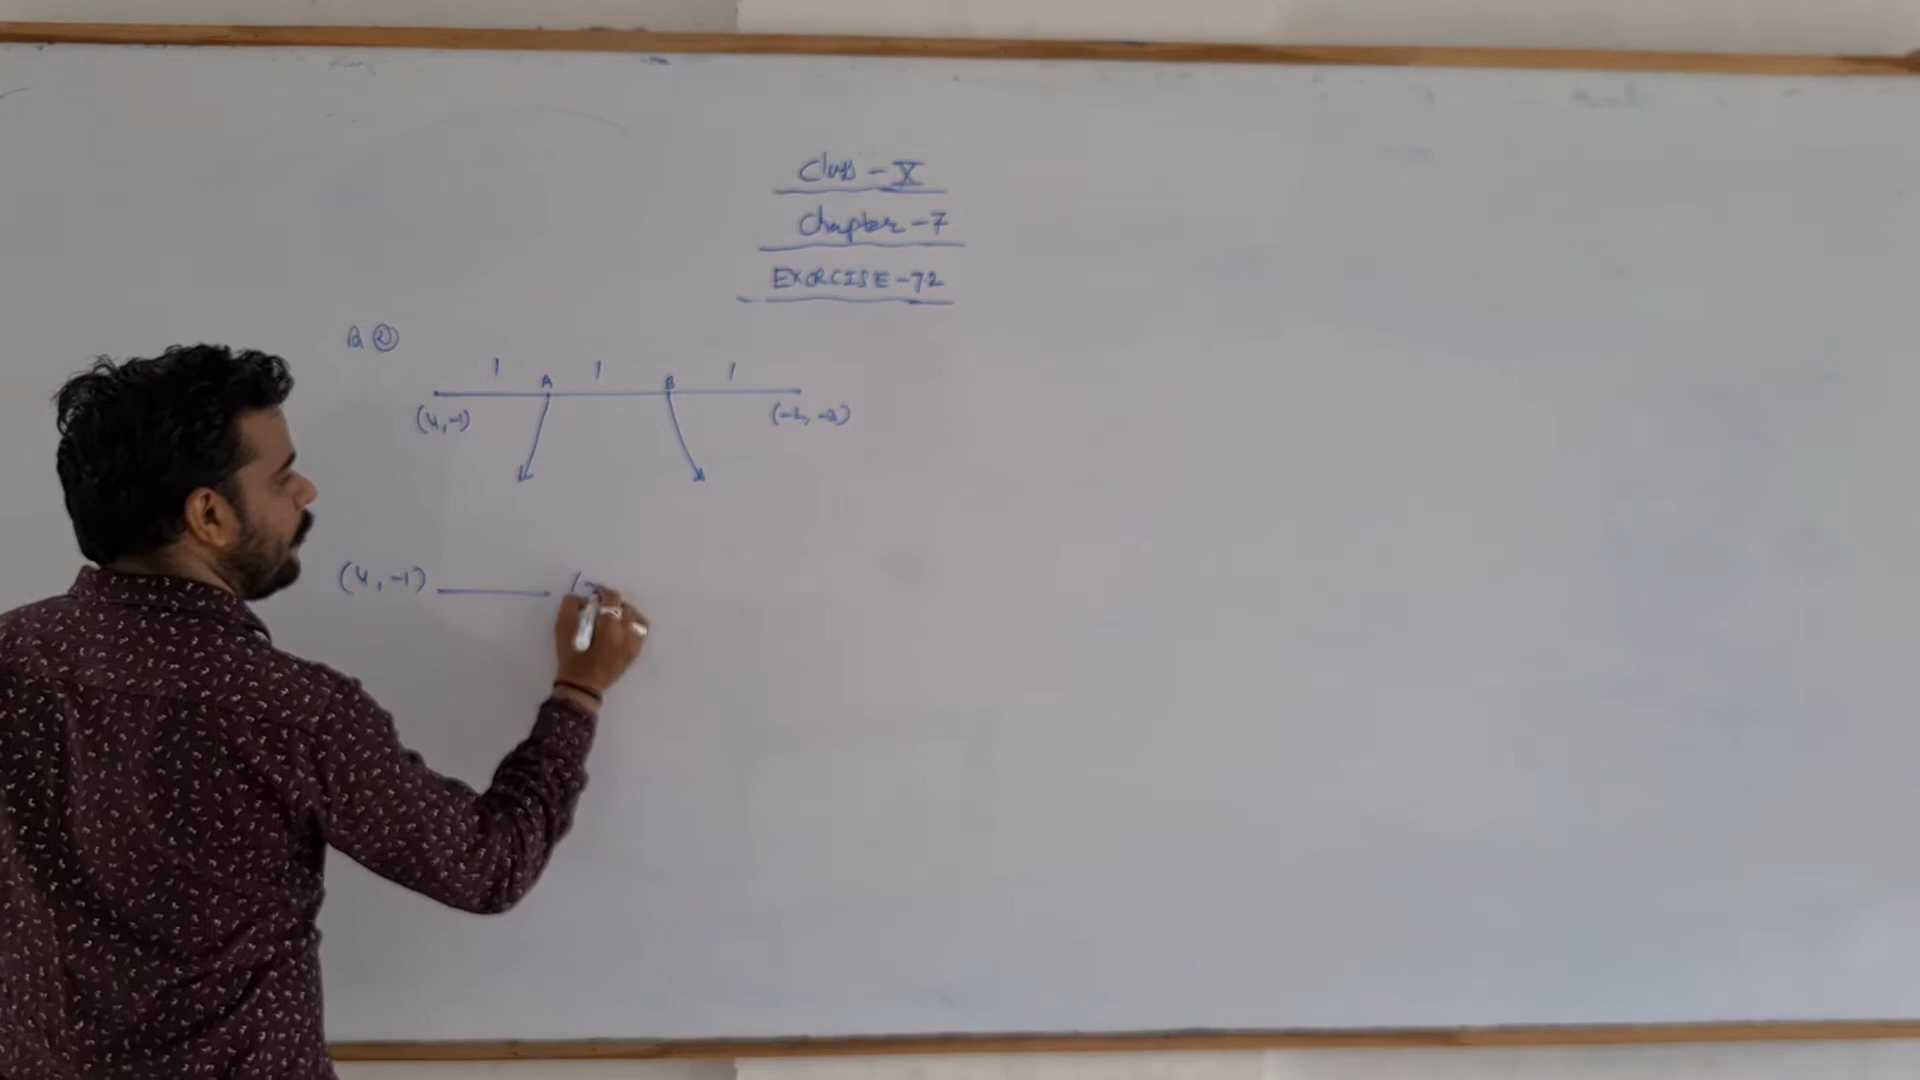 Class - X
Chapter - 7
EXERCISE - 7.2
Q ②
1 A 1 B 1
(4, -1) (-2, -3)
(4, -1)